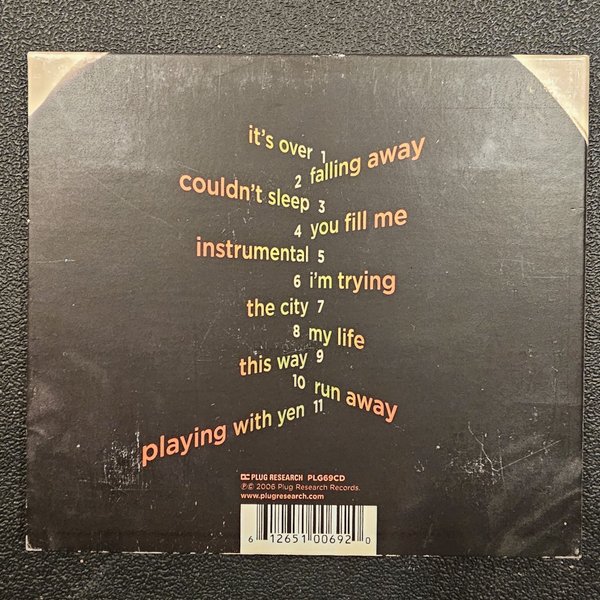 it's over 1
2 falling away
couldn't sleep 3
4 you fill me
instrumental 5
6 i'm trying
the city 7
8 my life
this way 9
10 run away
playing with yen 11
PLUG RESEARCH PLG69CD
℗© 2006 Plug Research Records.
www.plugresearch.com
6 12651 00692 0